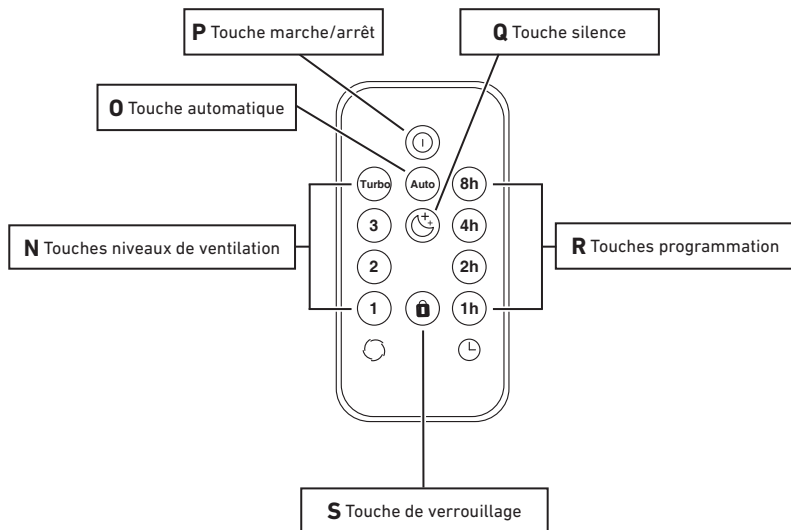 P Touche marche/arrêt
Q Touche silence
O Touche automatique
Turbo Auto 8h
3 4h
N Touches niveaux de ventilation
R Touches programmation
2 2h
1 1h
S Touche de verrouillage